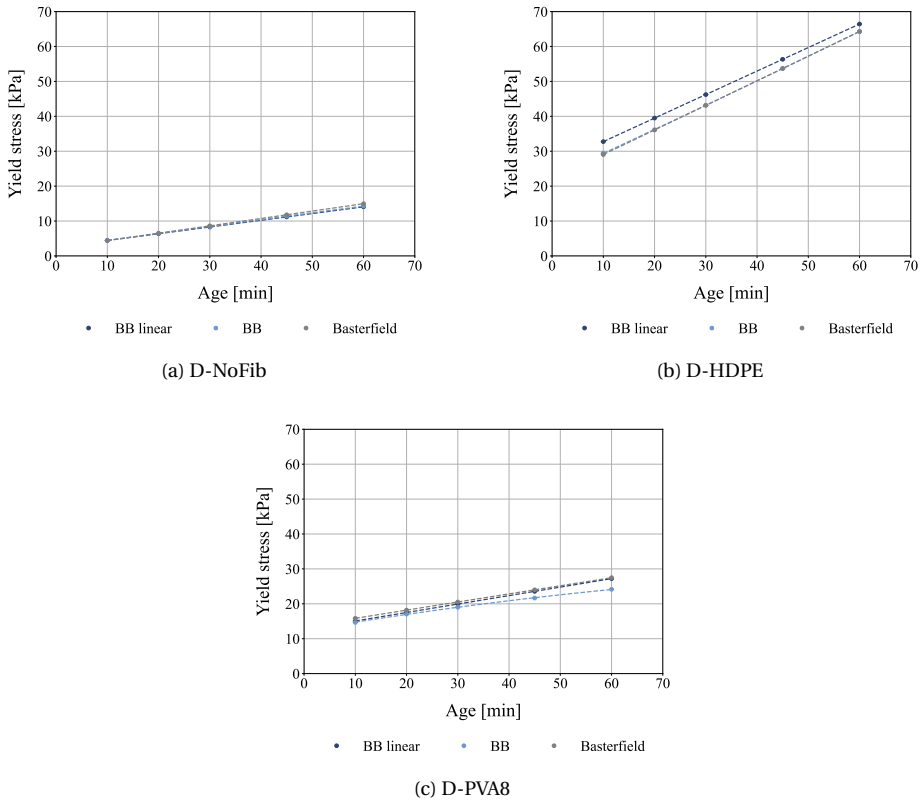 70
60
50
40
30
20
10
0
Yield stress [kPa]
0 10 20 30 40 50 60 70
Age [min]
BB linear BB Basterfield
(a) D-NoFib
70
60
50
40
30
20
10
0
Yield stress [kPa]
0 10 20 30 40 50 60 70
Age [min]
BB linear BB Basterfield
(b) D-HDPE
70
60
50
40
30
20
10
0
Yield stress [kPa]
0 10 20 30 40 50 60 70
Age [min]
BB linear BB Basterfield
(c) D-PVA8